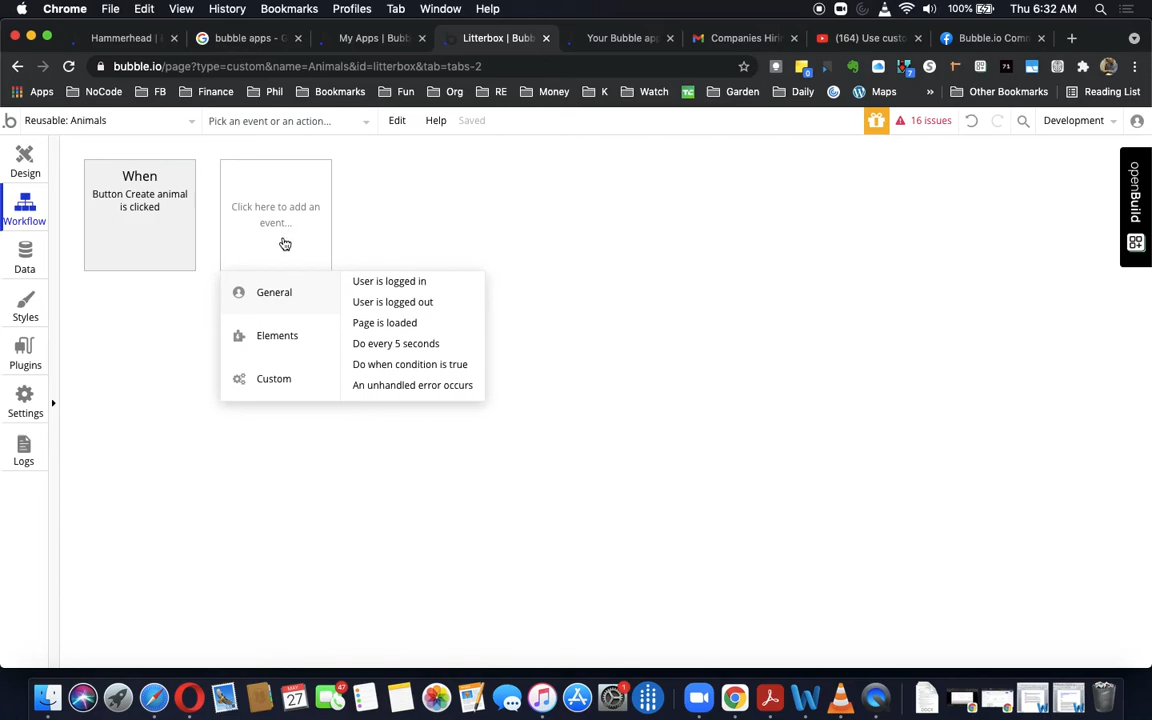 Chrome File Edit View History Bookmarks Profiles Tab Window Help 100% Thu 6:32 AM
Hammerhead | Bubb bubble apps - G My Apps | Bubb Litterbox | Bubb Your Bubble app Companies Hirin (164) Use custo Bubble.io Comm
bubble.io/page?type=custom&name=Animals&id=litterbox&tab=tabs-2
Apps NoCode FB Finance Phil Bookmarks Fun Org RE Money K Watch TC Garden Daily Maps » Other Bookmarks Reading List
Reusable: Animals Pick an event or an action... Edit Help Saved 16 issues Development
Design
Workflow
Data
Styles
Plugins
Settings
Logs
When
Button Create animal
is clicked
Click here to add an
event...
General
Elements
Custom
User is logged in
User is logged out
Page is loaded
Do every 5 seconds
Do when condition is true
An unhandled error occurs
openBuild